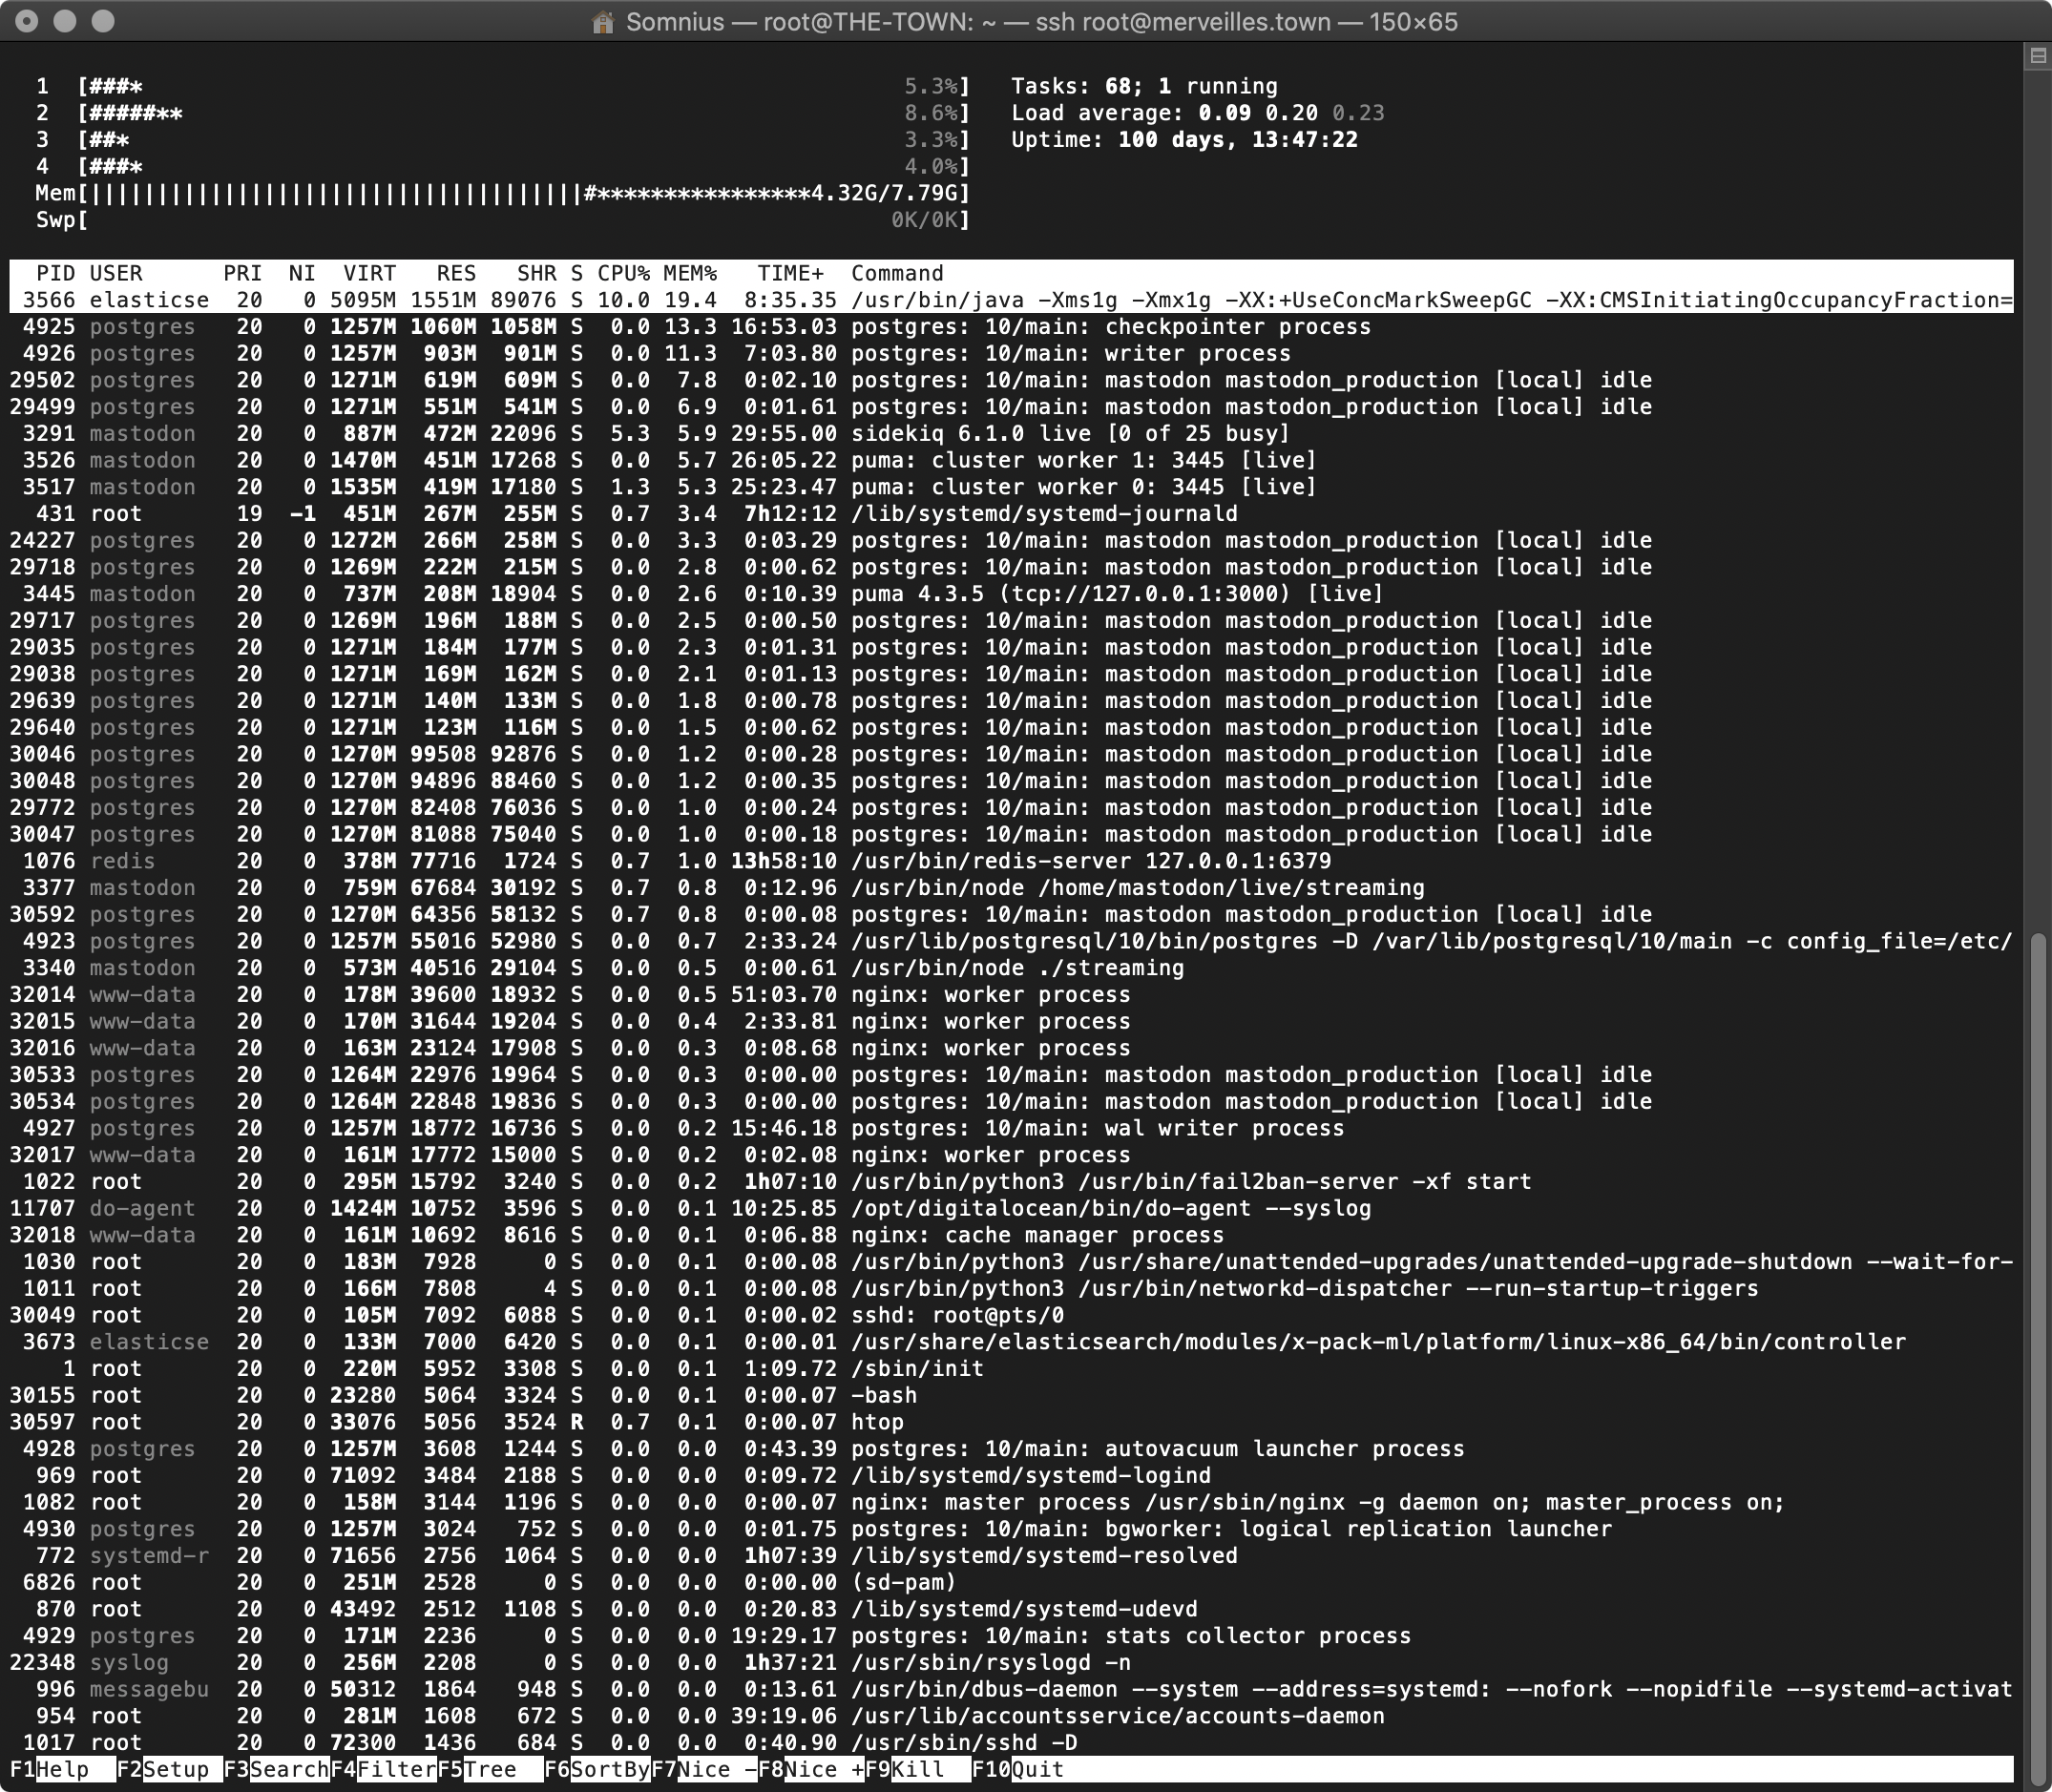 Somnius — root@THE-TOWN: ~ — ssh root@merveilles.town — 150×65
1 [###* 5.3%] Tasks: 68; 1 running
2 [#####** 8.6%] Load average: 0.09 0.20 0.23
3 [##* 3.3%] Uptime: 100 days, 13:47:22
4 [###* 4.0%]
Mem[|||||||||||||||||||||||||||||||||||||#****************4.32G/7.79G]
Swp[ 0K/0K]
PID USER PRI NI VIRT RES SHR S CPU% MEM% TIME+ Command
3566 elasticse 20 0 5095M 1551M 89076 S 10.0 19.4 8:35.35 /usr/bin/java -Xms1g -Xmx1g -XX:+UseConcMarkSweepGC -XX:CMSInitiatingOccupancyFraction=
4925 postgres 20 0 1257M 1060M 1058M S 0.0 13.3 16:53.03 postgres: 10/main: checkpointer process
4926 postgres 20 0 1257M 903M 901M S 0.0 11.3 7:03.80 postgres: 10/main: writer process
29502 postgres 20 0 1271M 619M 609M S 0.0 7.8 0:02.10 postgres: 10/main: mastodon mastodon_production [local] idle
29499 postgres 20 0 1271M 551M 541M S 0.0 6.9 0:01.61 postgres: 10/main: mastodon mastodon_production [local] idle
3291 mastodon 20 0 887M 472M 22096 S 5.3 5.9 29:55.00 sidekiq 6.1.0 live [0 of 25 busy]
3526 mastodon 20 0 1470M 451M 17268 S 0.0 5.7 26:05.22 puma: cluster worker 1: 3445 [live]
3517 mastodon 20 0 1535M 419M 17180 S 1.3 5.3 25:23.47 puma: cluster worker 0: 3445 [live]
431 root 19 -1 451M 267M 255M S 0.7 3.4 7h12:12 /lib/systemd/systemd-journald
24227 postgres 20 0 1272M 266M 258M S 0.0 3.3 0:03.29 postgres: 10/main: mastodon mastodon_production [local] idle
29718 postgres 20 0 1269M 222M 215M S 0.0 2.8 0:00.62 postgres: 10/main: mastodon mastodon_production [local] idle
3445 mastodon 20 0 737M 208M 18904 S 0.0 2.6 0:10.39 puma 4.3.5 (tcp://127.0.0.1:3000) [live]
29717 postgres 20 0 1269M 196M 188M S 0.0 2.5 0:00.50 postgres: 10/main: mastodon mastodon_production [local] idle
29035 postgres 20 0 1271M 184M 177M S 0.0 2.3 0:01.31 postgres: 10/main: mastodon mastodon_production [local] idle
29038 postgres 20 0 1271M 169M 162M S 0.0 2.1 0:01.13 postgres: 10/main: mastodon mastodon_production [local] idle
29639 postgres 20 0 1271M 140M 133M S 0.0 1.8 0:00.78 postgres: 10/main: mastodon mastodon_production [local] idle
29640 postgres 20 0 1271M 123M 116M S 0.0 1.5 0:00.62 postgres: 10/main: mastodon mastodon_production [local] idle
30046 postgres 20 0 1270M 99508 92876 S 0.0 1.2 0:00.28 postgres: 10/main: mastodon mastodon_production [local] idle
30048 postgres 20 0 1270M 94896 88460 S 0.0 1.2 0:00.35 postgres: 10/main: mastodon mastodon_production [local] idle
29772 postgres 20 0 1270M 82408 76036 S 0.0 1.0 0:00.24 postgres: 10/main: mastodon mastodon_production [local] idle
30047 postgres 20 0 1270M 81088 75040 S 0.0 1.0 0:00.18 postgres: 10/main: mastodon mastodon_production [local] idle
1076 redis 20 0 378M 77716 1724 S 0.7 1.0 13h58:10 /usr/bin/redis-server 127.0.0.1:6379
3377 mastodon 20 0 759M 67684 30192 S 0.7 0.8 0:12.96 /usr/bin/node /home/mastodon/live/streaming
30592 postgres 20 0 1270M 64356 58132 S 0.7 0.8 0:00.08 postgres: 10/main: mastodon mastodon_production [local] idle
4923 postgres 20 0 1257M 55016 52980 S 0.0 0.7 2:33.24 /usr/lib/postgresql/10/bin/postgres -D /var/lib/postgresql/10/main -c config_file=/etc/
3340 mastodon 20 0 573M 40516 29104 S 0.0 0.5 0:00.61 /usr/bin/node ./streaming
32014 www-data 20 0 178M 39600 18932 S 0.0 0.5 51:03.70 nginx: worker process
32015 www-data 20 0 170M 31644 19204 S 0.0 0.4 2:33.81 nginx: worker process
32016 www-data 20 0 163M 23124 17908 S 0.0 0.3 0:08.68 nginx: worker process
30533 postgres 20 0 1264M 22976 19964 S 0.0 0.3 0:00.00 postgres: 10/main: mastodon mastodon_production [local] idle
30534 postgres 20 0 1264M 22848 19836 S 0.0 0.3 0:00.00 postgres: 10/main: mastodon mastodon_production [local] idle
4927 postgres 20 0 1257M 18772 16736 S 0.0 0.2 15:46.18 postgres: 10/main: wal writer process
32017 www-data 20 0 161M 17772 15000 S 0.0 0.2 0:02.08 nginx: worker process
1022 root 20 0 295M 15792 3240 S 0.0 0.2 1h07:10 /usr/bin/python3 /usr/bin/fail2ban-server -xf start
11707 do-agent 20 0 1424M 10752 3596 S 0.0 0.1 10:25.85 /opt/digitalocean/bin/do-agent --syslog
32018 www-data 20 0 161M 10692 8616 S 0.0 0.1 0:06.88 nginx: cache manager process
1030 root 20 0 183M 7928 0 S 0.0 0.1 0:00.08 /usr/bin/python3 /usr/share/unattended-upgrades/unattended-upgrade-shutdown --wait-for-
1011 root 20 0 166M 7808 4 S 0.0 0.1 0:00.08 /usr/bin/python3 /usr/bin/networkd-dispatcher --run-startup-triggers
30049 root 20 0 105M 7092 6088 S 0.0 0.1 0:00.02 sshd: root@pts/0
3673 elasticse 20 0 133M 7000 6420 S 0.0 0.1 0:00.01 /usr/share/elasticsearch/modules/x-pack-ml/platform/linux-x86_64/bin/controller
1 root 20 0 220M 5952 3308 S 0.0 0.1 1:09.72 /sbin/init
30155 root 20 0 23280 5064 3324 S 0.0 0.1 0:00.07 -bash
30597 root 20 0 33076 5056 3524 R 0.7 0.1 0:00.07 htop
4928 postgres 20 0 1257M 3608 1244 S 0.0 0.0 0:43.39 postgres: 10/main: autovacuum launcher process
969 root 20 0 71092 3484 2188 S 0.0 0.0 0:09.72 /lib/systemd/systemd-logind
1082 root 20 0 158M 3144 1196 S 0.0 0.0 0:00.07 nginx: master process /usr/sbin/nginx -g daemon on; master_process on;
4930 postgres 20 0 1257M 3024 752 S 0.0 0.0 0:01.75 postgres: 10/main: bgworker: logical replication launcher
772 systemd-r 20 0 71656 2756 1064 S 0.0 0.0 1h07:39 /lib/systemd/systemd-resolved
6826 root 20 0 251M 2528 0 S 0.0 0.0 0:00.00 (sd-pam)
870 root 20 0 43492 2512 1108 S 0.0 0.0 0:20.83 /lib/systemd/systemd-udevd
4929 postgres 20 0 171M 2236 0 S 0.0 0.0 19:29.17 postgres: 10/main: stats collector process
22348 syslog 20 0 256M 2208 0 S 0.0 0.0 1h37:21 /usr/sbin/rsyslogd -n
996 messagebu 20 0 50312 1864 948 S 0.0 0.0 0:13.61 /usr/bin/dbus-daemon --system --address=systemd: --nofork --nopidfile --systemd-activat
954 root 20 0 281M 1608 672 S 0.0 0.0 39:19.06 /usr/lib/accountsservice/accounts-daemon
1017 root 20 0 72300 1436 684 S 0.0 0.0 0:40.90 /usr/sbin/sshd -D
F1Help F2Setup F3SearchF4FilterF5Tree F6SortByF7Nice -F8Nice +F9Kill F10Quit